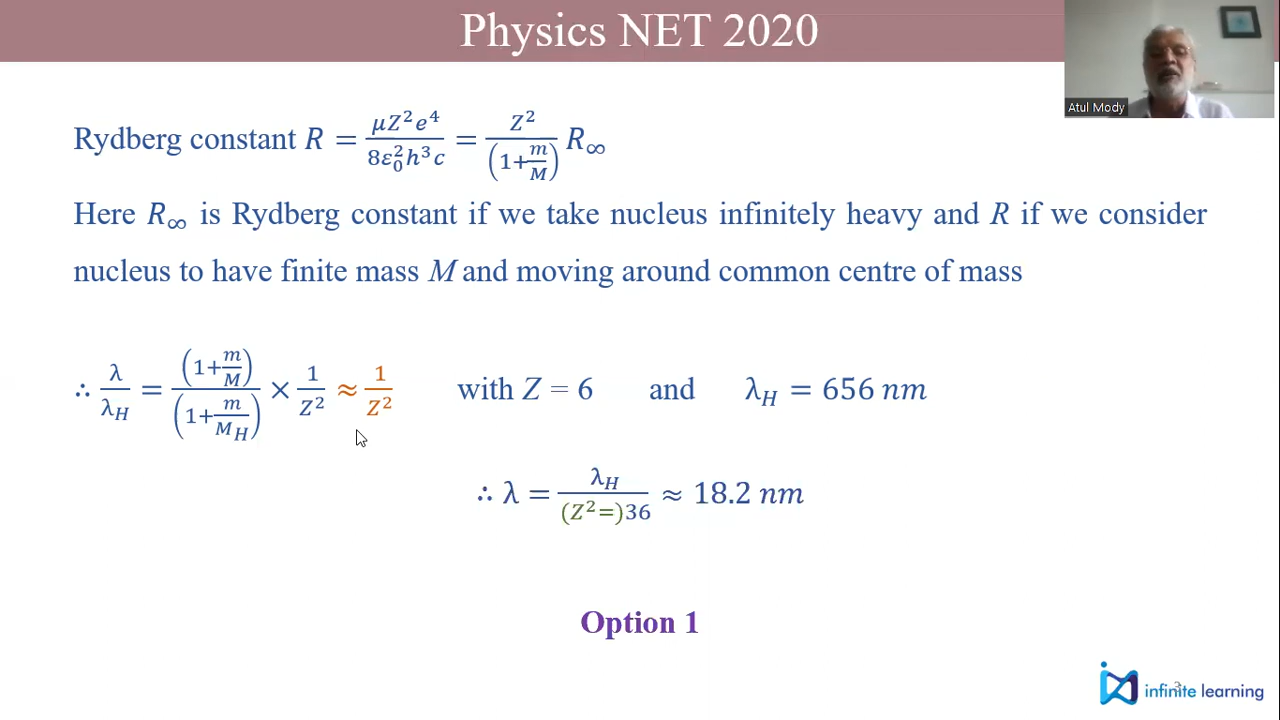 Physics NET 2020
Atul Mody
Rydberg constant R = μZ²e⁴ / 8ε₀²h³c = Z² / (1+m/M) R∞
Here R∞ is Rydberg constant if we take nucleus infinitely heavy and R if we consider
nucleus to have finite mass M and moving around common centre of mass
∴ λ/λ_H = (1+m/M) / (1+m/M_H) × 1/Z² ≈ 1/Z² with Z = 6 and λ_H = 656 nm
∴ λ = λ_H / (Z²=)36 ≈ 18.2 nm
Option 1
3
infinite learning